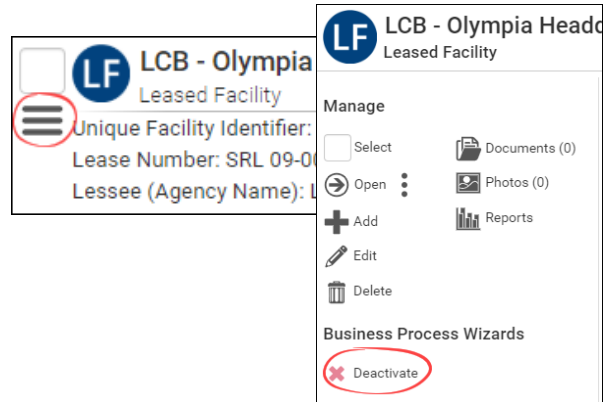 LF
LCB - Olympia
Leased Facility
Unique Facility Identifier:
Lease Number: SRL 09-00
Lessee (Agency Name): L
LF
LCB - Olympia Head
Leased Facility
Manage
Select
Documents (0)
Open
Photos (0)
Add
Reports
Edit
Delete
Business Process Wizards
Deactivate